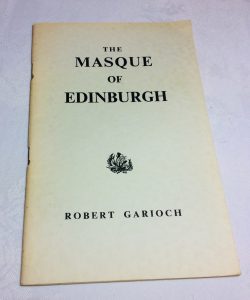 THE
MASQUE
OF
EDINBURGH
ROBERT GARIOCH